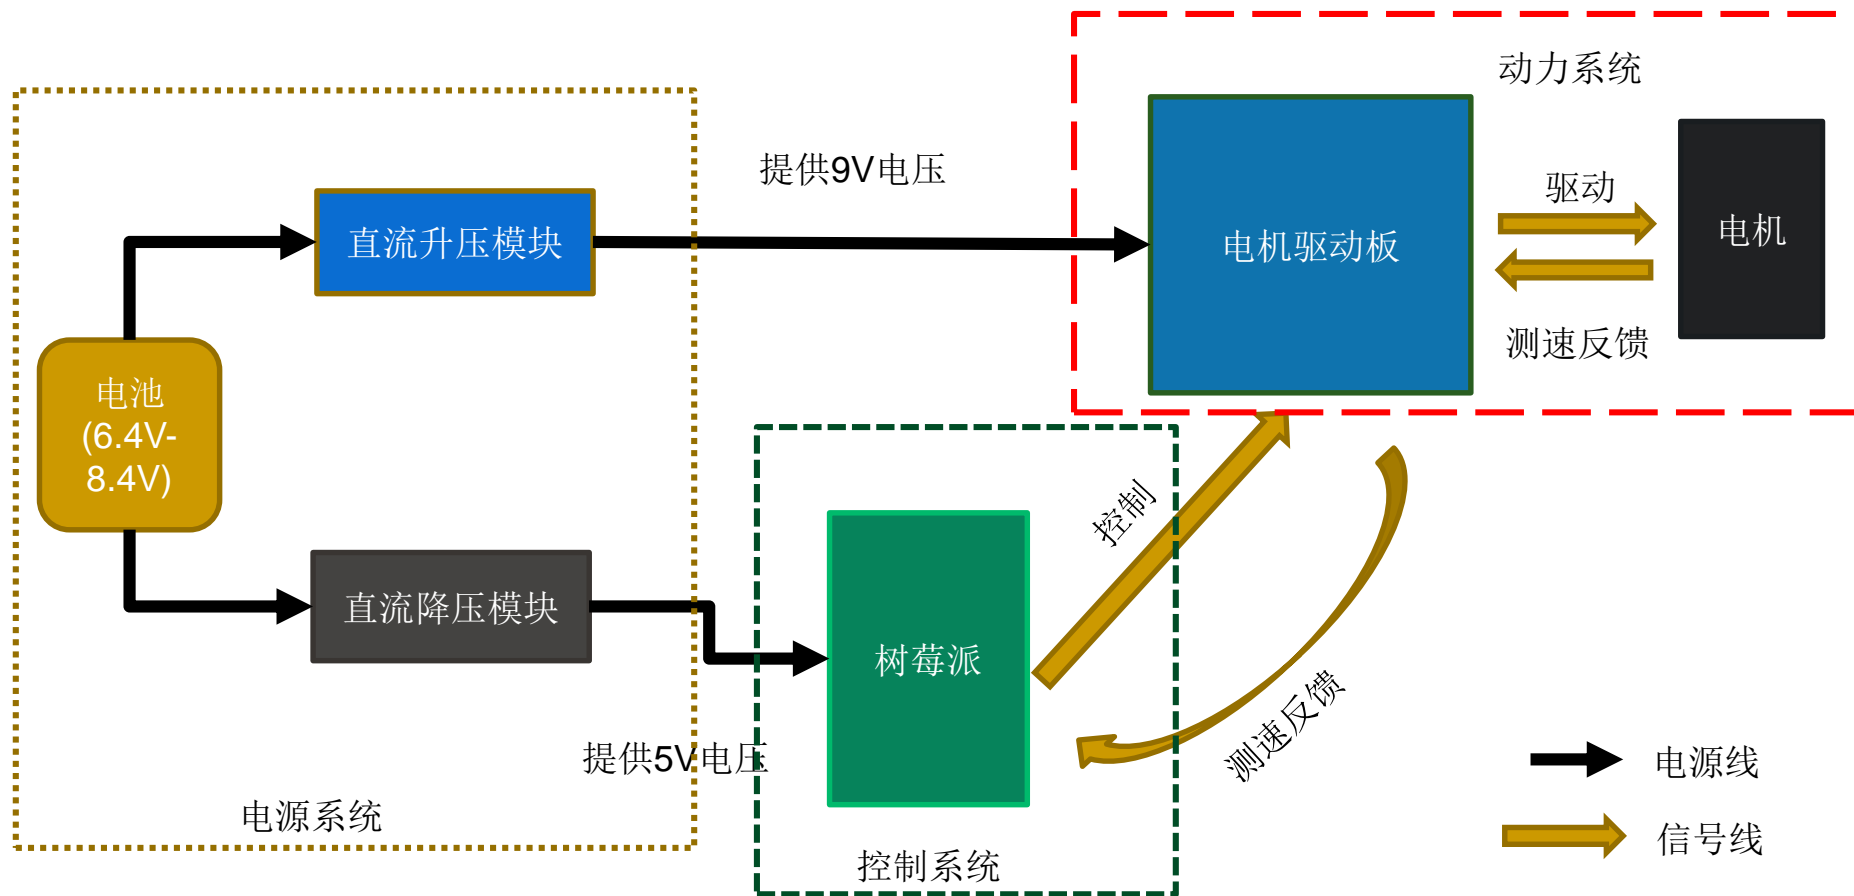 动力系统
提供9V电压
驱动
直流升压模块
电机驱动板
电机
测速反馈
电池
(6.4V-
8.4V)
控制
直流降压模块
树莓派
测速反馈
提供5V电压
电源线
电源系统
信号线
控制系统